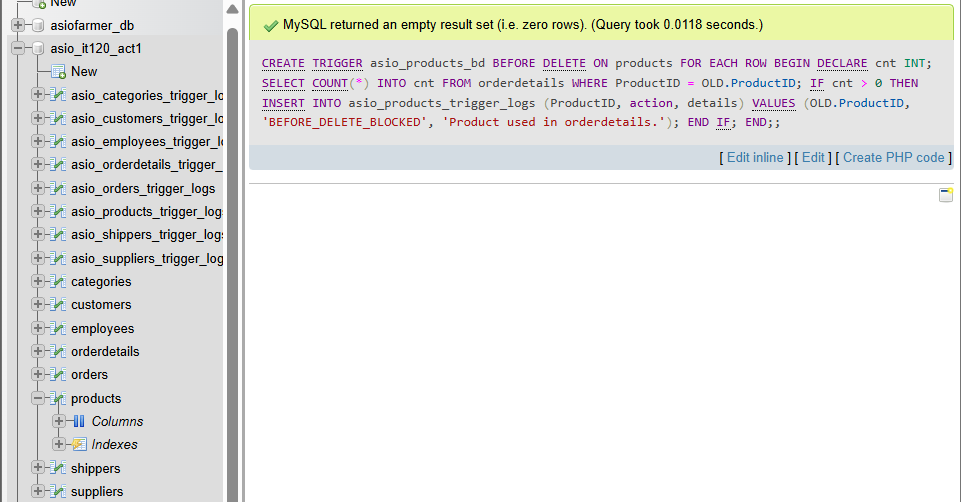 New
asiofarmer_db
asio_it120_act1
New
asio_categories_trigger_lo
asio_customers_trigger_lo
asio_employees_trigger_l
asio_orderdetails_trigger_
asio_orders_trigger_logs
asio_products_trigger_log
asio_shippers_trigger_log
asio_suppliers_trigger_log
categories
customers
employees
orderdetails
orders
products
Columns
Indexes
shippers
suppliers
MySQL returned an empty result set (i.e. zero rows). (Query took 0.0118 seconds.)
CREATE TRIGGER asio_products_bd BEFORE DELETE ON products FOR EACH ROW BEGIN DECLARE cnt INT;
SELECT COUNT(*) INTO cnt FROM orderdetails WHERE ProductID = OLD.ProductID; IF cnt > 0 THEN
INSERT INTO asio_products_trigger_logs (ProductID, action, details) VALUES (OLD.ProductID,
'BEFORE_DELETE_BLOCKED', 'Product used in orderdetails.'); END IF; END;;
[ Edit inline ] [ Edit ] [ Create PHP code ]